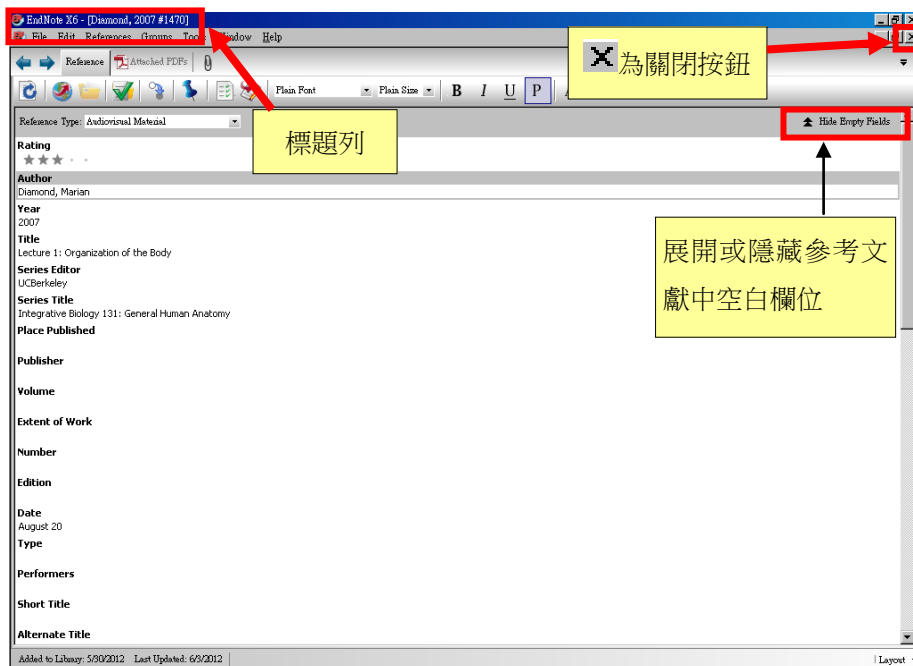 EndNote X6 - [Diamond, 2007 #1470]
File Edit References Groups Tools Window Help
Reference Attached PDFs
Plain Font Plain Size B I U P
Reference Type: Audiovisual Material
Hide Empty Fields
X為關閉按鈕
標題列
展開或隱藏參考文
獻中空白欄位
Rating
Author
Diamond, Marian
Year
2007
Title
Lecture 1: Organization of the Body
Series Editor
UCBerkeley
Series Title
Integrative Biology 131: General Human Anatomy
Place Published
Publisher
Volume
Extent of Work
Number
Edition
Date
August 20
Type
Performers
Short Title
Alternate Title
Added to Library: 5/30/2012 Last Updated: 6/3/2012
Layout